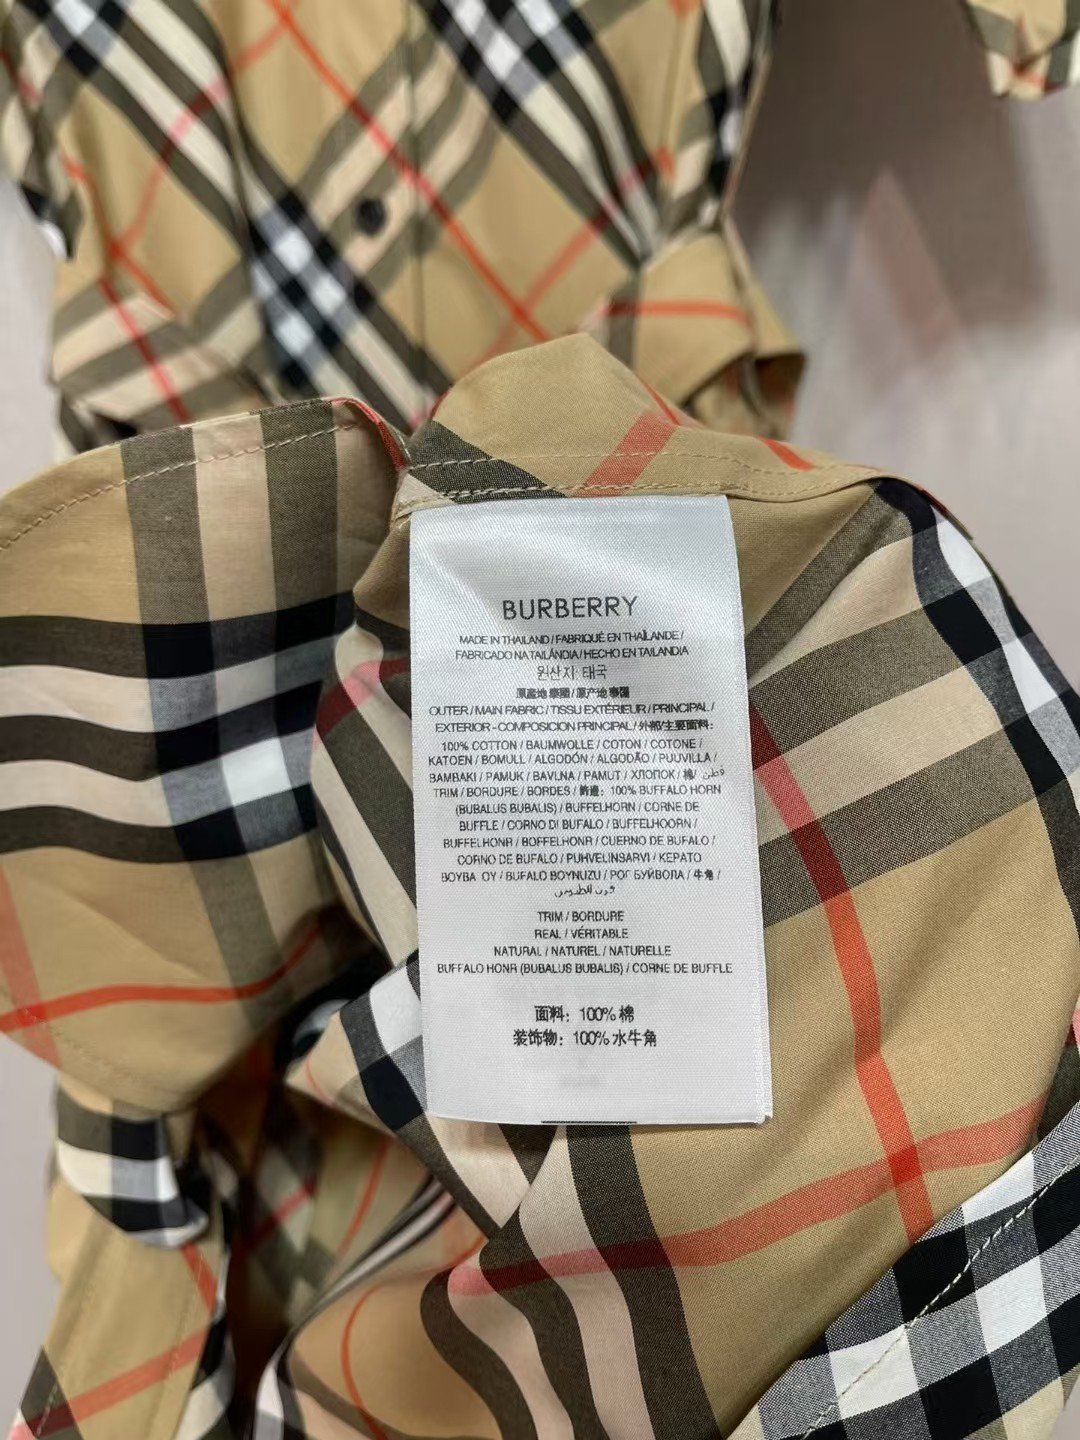 BURBERRY
MADE IN THAILAND / FABRIQUÉ EN THAÏLANDE /
FABRICADO NA TAILÂNDIA / HECHO EN TAILANDIA
원산지: 태국
原產地 泰國 / 原产地 泰国
OUTER / MAIN FABRIC / TISSU EXTÉRIEUR / PRINCIPAL /
EXTERIOR - COMPOSICION PRINCIPAL / 外部/主要面料:
100% COTTON / BAUMWOLLE / COTON / COTONE /
KATOEN / BOMULL / ALGODÓN / ALGODÃO / PUUVILLA /
BAMBAKI / PAMUK / BAVLNA / PAMUT / ХЛОПОК / 棉/ قطن /
TRIM / BORDURE / BORDES / 飾邊: 100% BUFFALO HORN
(BUBALUS BUBALIS) / BUFFELHORN / CORNE DE
BUFFLE / CORNO DI BUFALO / BUFFELHOORN /
BUFFELHONR / BOFFELHONR / CUERNO DE BUFALO /
CORNO DE BUFALO / PUHVELINSARVI / KEPATO
BOYBA OY / BUFALO BOYNUZU / РОГ БУЙВОЛА / 牛角 /
TRIM / BORDURE
REAL / VÉRITABLE
NATURAL / NATUREL / NATURELLE
BUFFALO HONR (BUBALUS BUBALIS) / CORNE DE BUFFLE
面料: 100% 棉
装饰物: 100% 水牛角